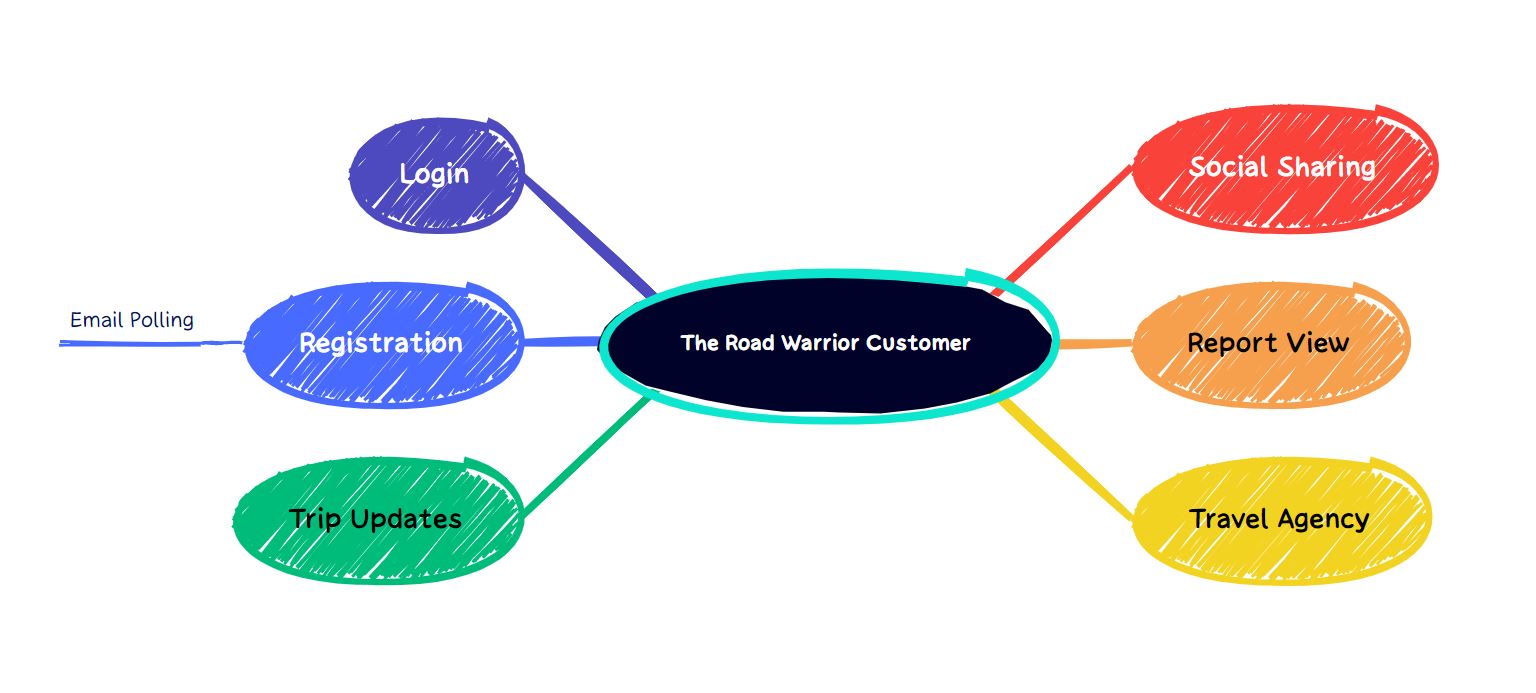 Login
Social Sharing
Email Polling
Registration
The Road Warrior Customer
Report View
Trip Updates
Travel Agency